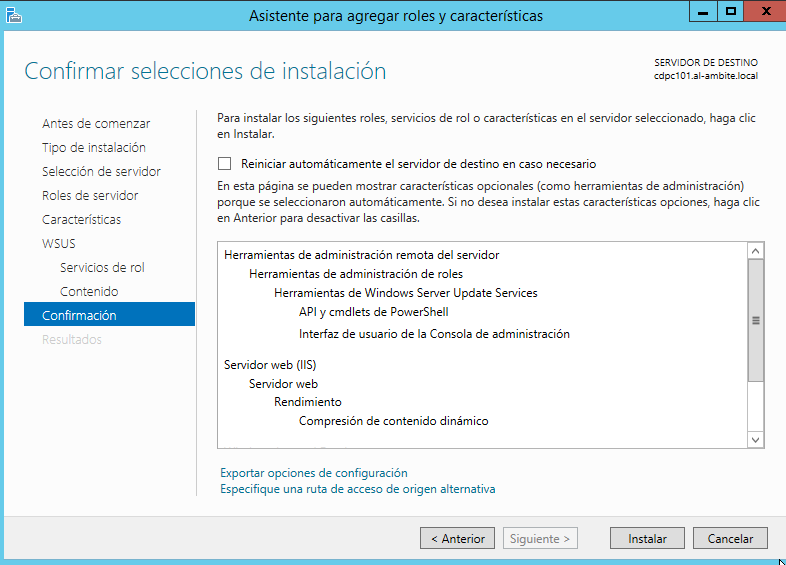 Asistente para agregar roles y características
Confirmar selecciones de instalación
SERVIDOR DE DESTINO
cdpc101.al-ambite.local
Antes de comenzar
Tipo de instalación
Selección de servidor
Roles de servidor
Características
WSUS
Servicios de rol
Contenido
Confirmación
Resultados
Para instalar los siguientes roles, servicios de rol o características en el servidor seleccionado, haga clic
en Instalar.
Reiniciar automáticamente el servidor de destino en caso necesario
En esta página se pueden mostrar características opcionales (como herramientas de administración)
porque se seleccionaron automáticamente. Si no desea instalar estas características opciones, haga clic
en Anterior para desactivar las casillas.
Herramientas de administración remota del servidor
Herramientas de administración de roles
Herramientas de Windows Server Update Services
API y cmdlets de PowerShell
Interfaz de usuario de la Consola de administración
Servidor web (IIS)
Servidor web
Rendimiento
Compresión de contenido dinámico
Exportar opciones de configuración
Especifique una ruta de acceso de origen alternativa
< Anterior
Siguiente >
Instalar
Cancelar